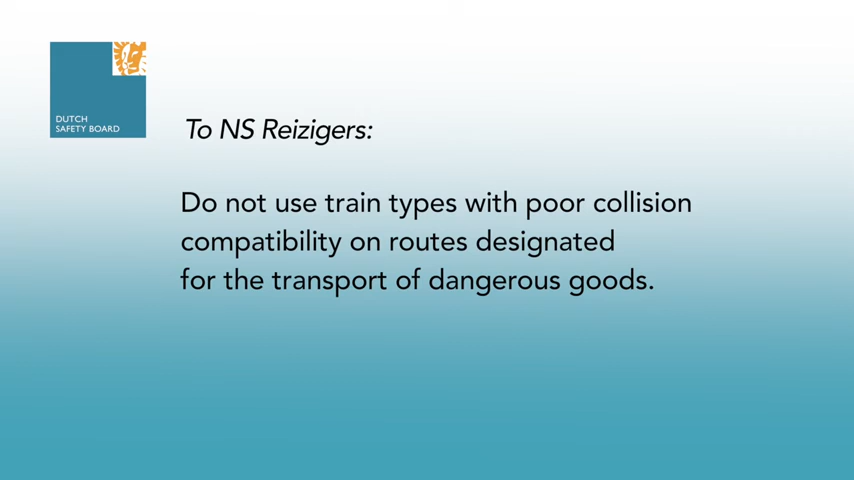 DUTCH
SAFETY BOARD
To NS Reizigers:
Do not use train types with poor collision
compatibility on routes designated
for the transport of dangerous goods.